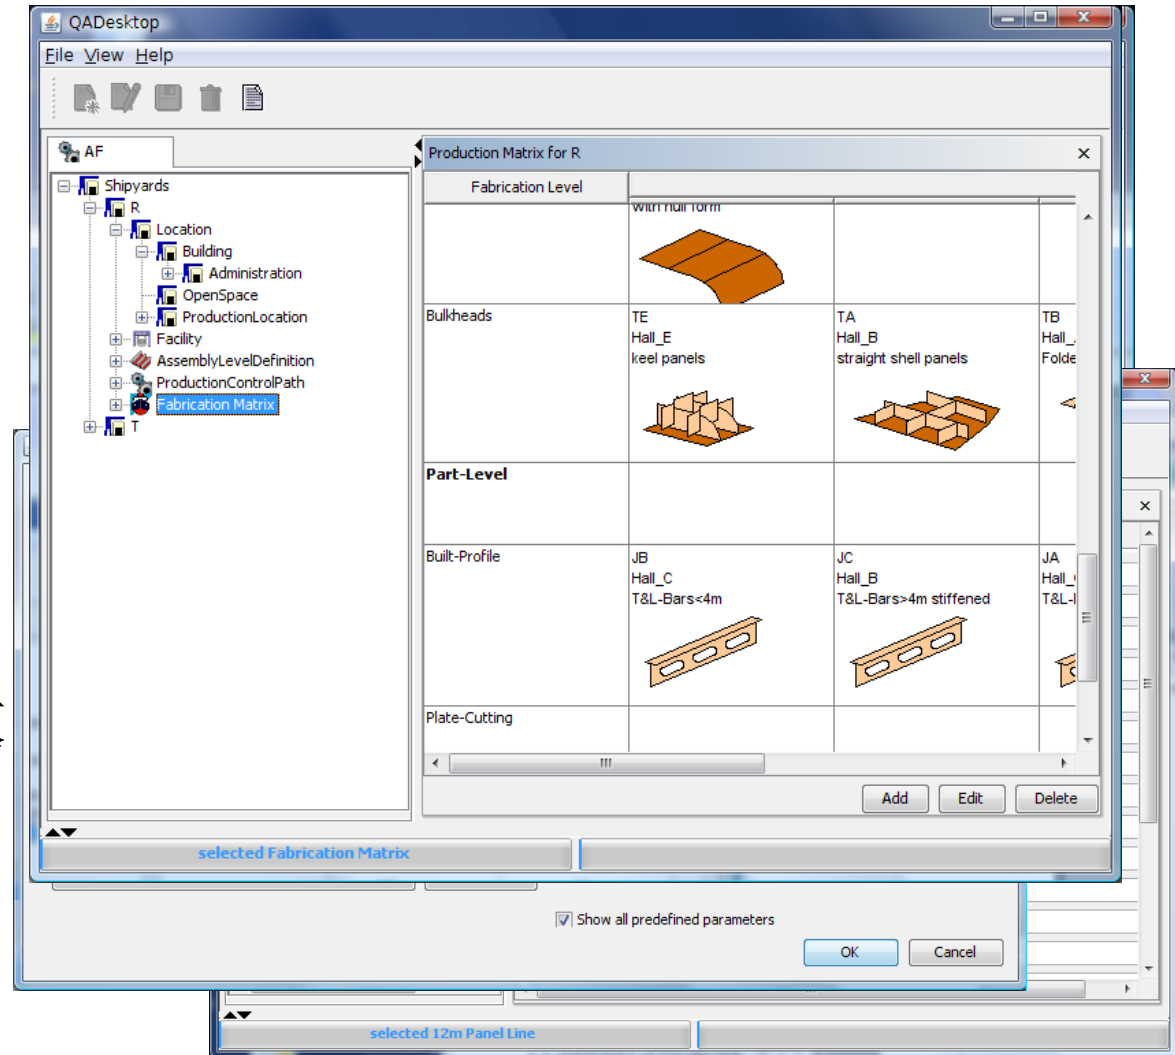 QADesktop
File View Help
AF
Shipyards
R
Location
Building
Administration
OpenSpace
ProductionLocation
Facility
AssemblyLevelDefinition
ProductionControlPath
Fabrication Matrix
T
Production Matrix for R
Fabrication Level
with hull form
Bulkheads
TE
Hall_E
keel panels
TA
Hall_B
straight shell panels
TB
Hall_
Folde
Part-Level
Built-Profile
JB
Hall_C
T&L-Bars<4m
JC
Hall_B
T&L-Bars>4m stiffened
JA
Hall_
T&L-
Plate-Cutting
Add Edit Delete
selected Fabrication Matrix
Show all predefined parameters
OK Cancel
selected 12m Panel Line